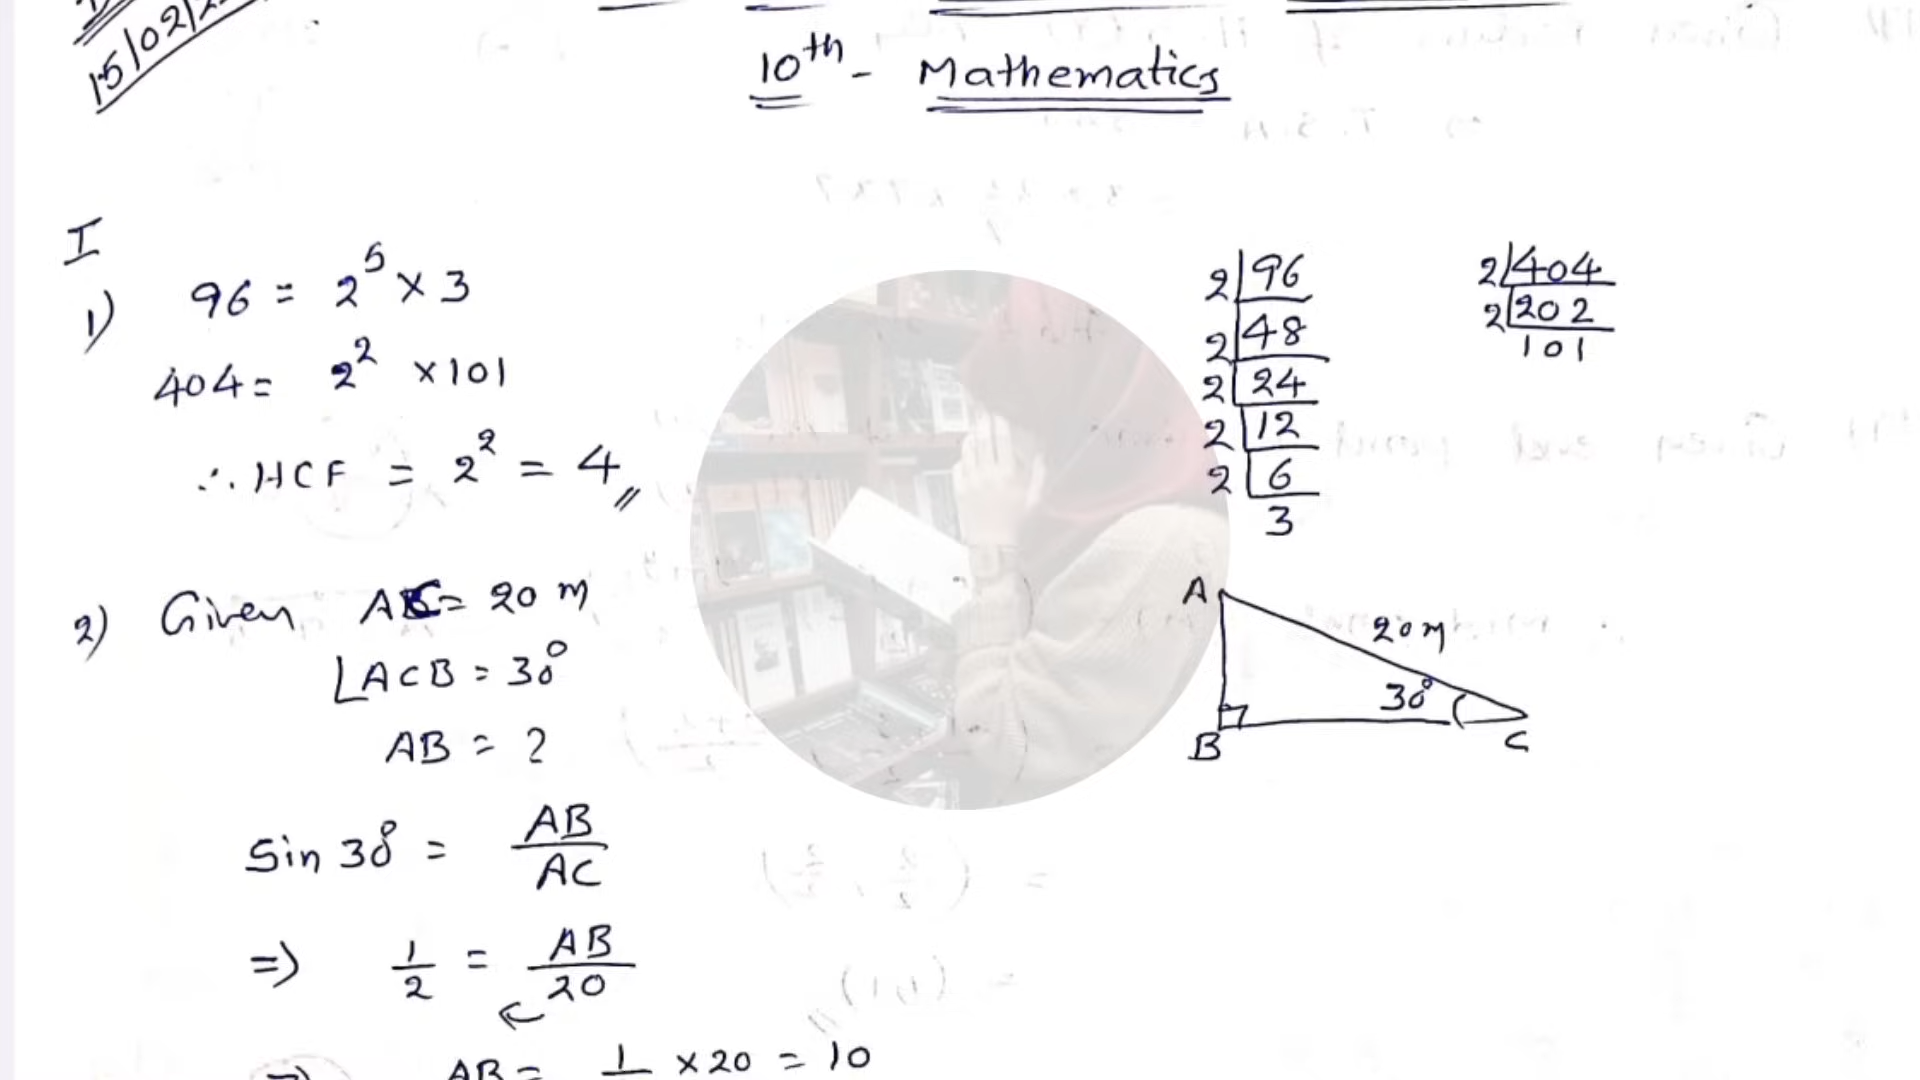 15/02/2
10th - Mathematics
I
1) 96 = 2^5 × 3
404 = 2^2 × 101
∴ HCF = 2^2 = 4
2|96
2|48
2|24
2|12
2|6
3
2|404
2|202
101
2) Given AC = 20 m
∠ACB = 30°
AB = ?
Sin 30° = AB/AC
=> 1/2 = AB/20
=> AB = 1/ × 20 = 10
A
20 m
30°
B
C